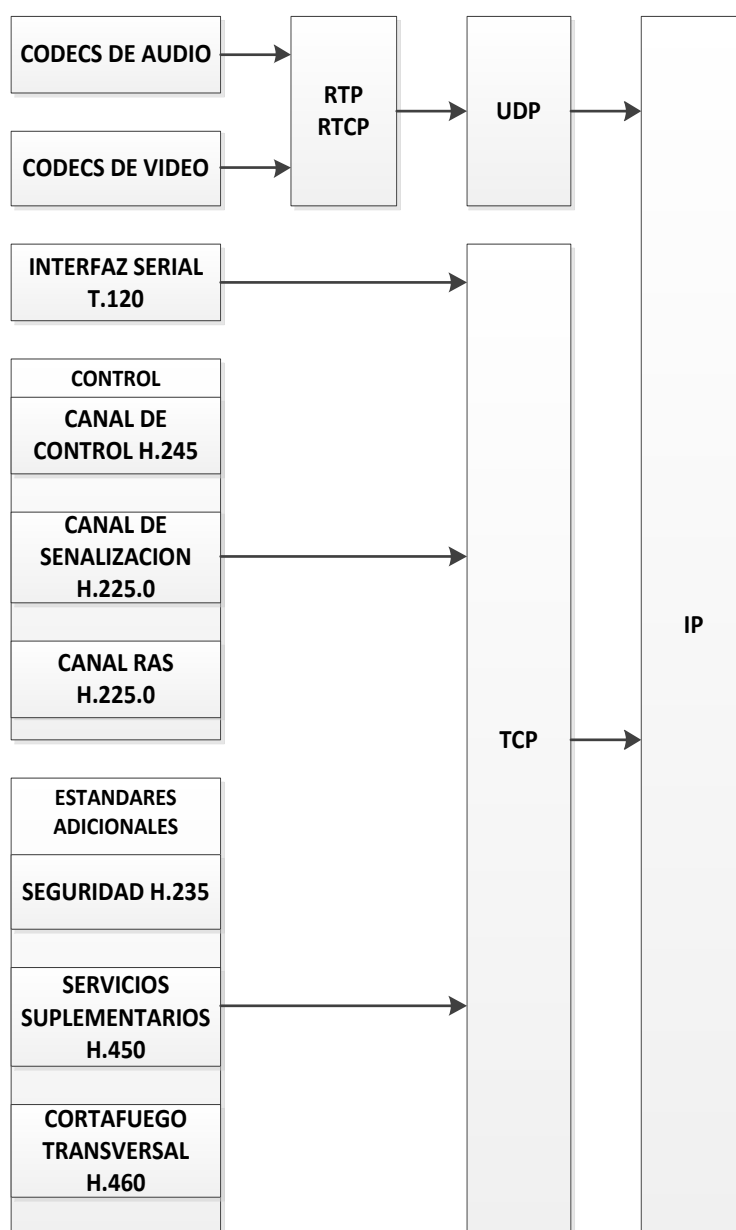 CODECS DE AUDIO
CODECS DE VIDEO
RTP
RTCP
UDP
INTERFAZ SERIAL
T.120
CONTROL
CANAL DE
CONTROL H.245
CANAL DE
SENALIZACION
H.225.0
CANAL RAS
H.225.0
ESTANDARES
ADICIONALES
SEGURIDAD H.235
SERVICIOS
SUPLEMENTARIOS
H.450
CORTAFUEGO
TRANSVERSAL
H.460
TCP
IP